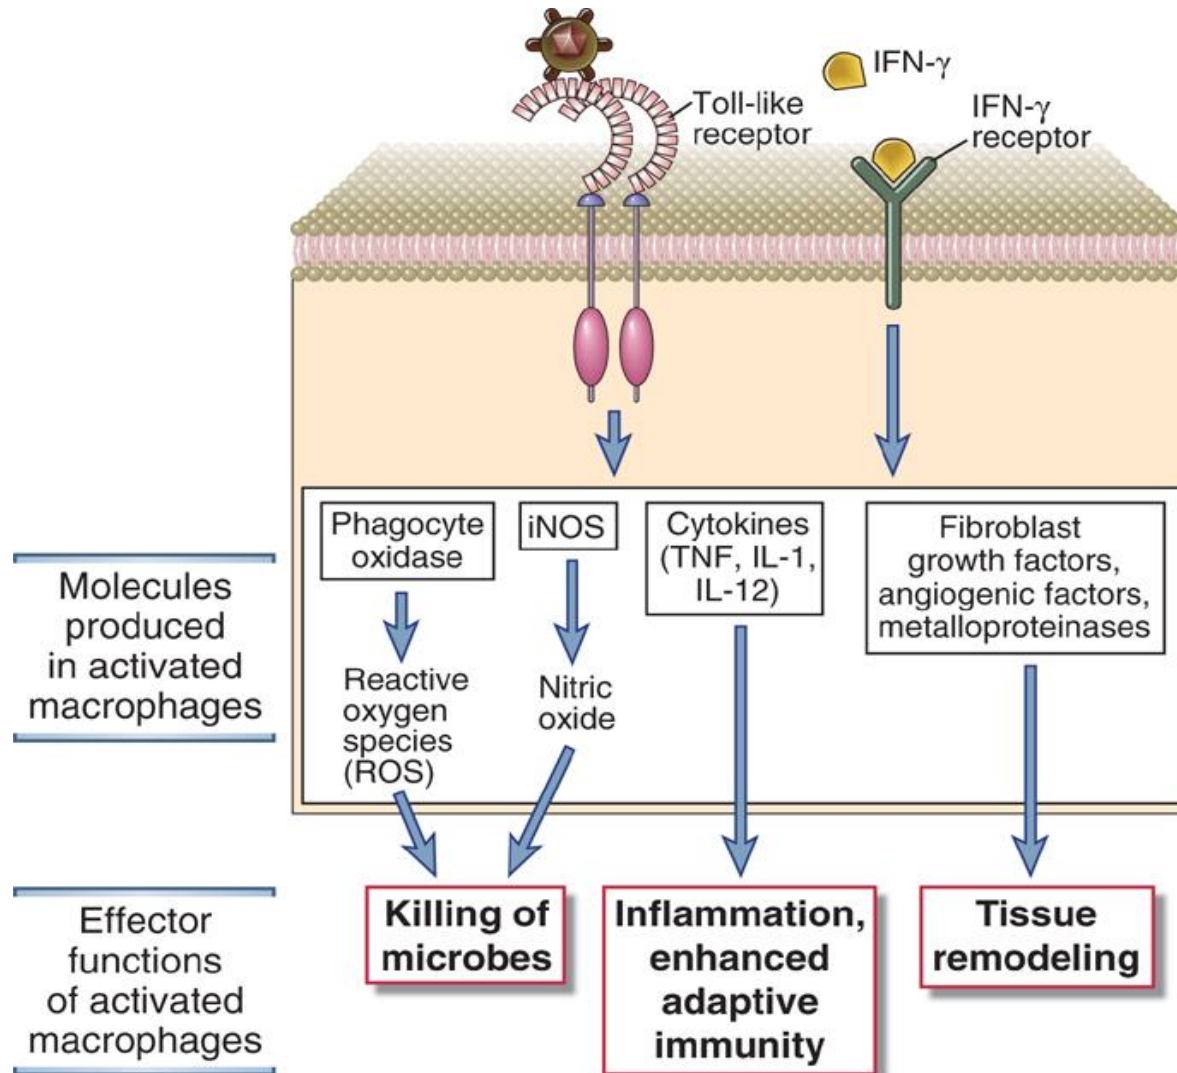 IFN-γ
Toll-like
receptor
IFN-γ
receptor
Phagocyte
oxidase
iNOS
Cytokines
(TNF, IL-1,
IL-12)
Fibroblast
growth factors,
angiogenic factors,
metalloproteinases
Molecules
produced
in activated
macrophages
Reactive
oxygen
species
(ROS)
Nitric
oxide
Effector
functions
of activated
macrophages
Killing of
microbes
Inflammation,
enhanced
adaptive
immunity
Tissue
remodeling